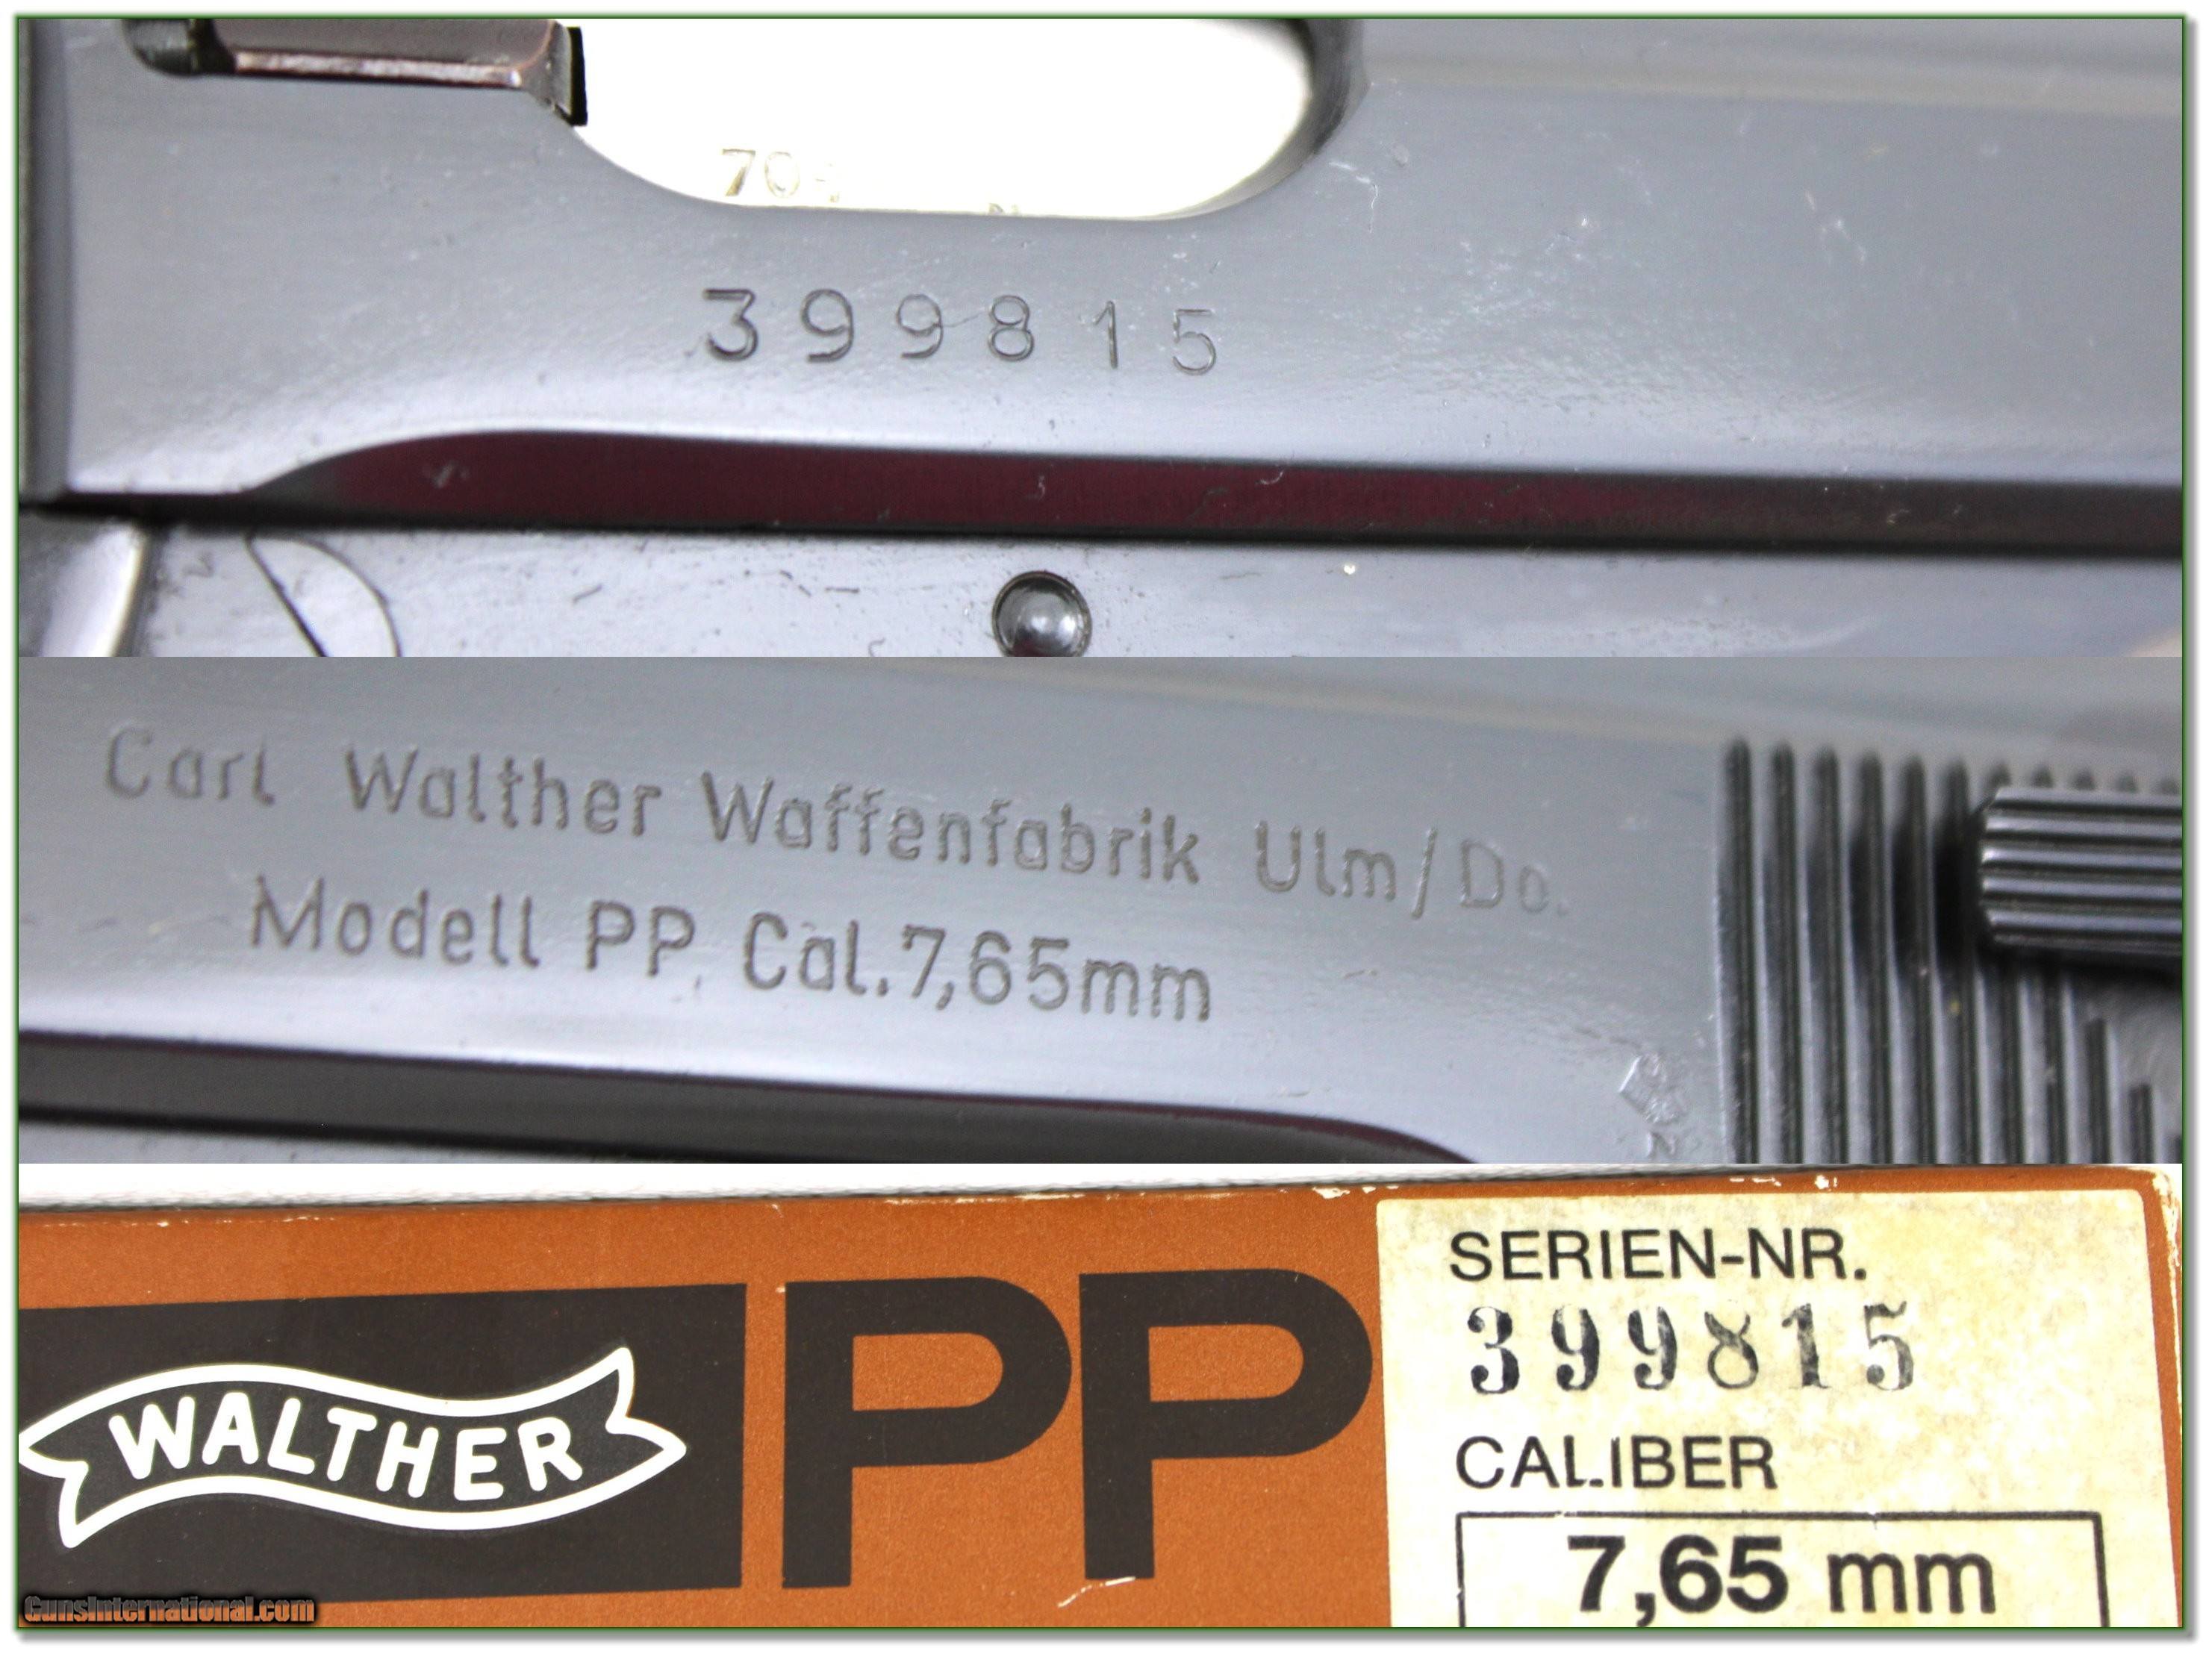 399815
Carl Walther Waffenfabrik Ulm/Do.
Modell PP Cal.7,65mm
WALTHER
PP
SERIEN-NR.
399815
CALIBER
7,65 mm
GunsInternational.com